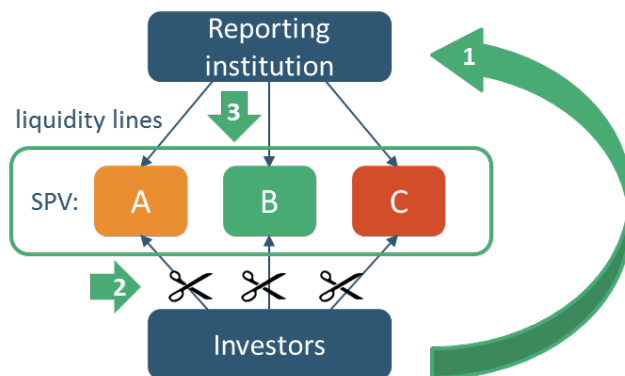 Reporting
institution
1
3
liquidity lines
SPV:
A
B
C
2
Investors